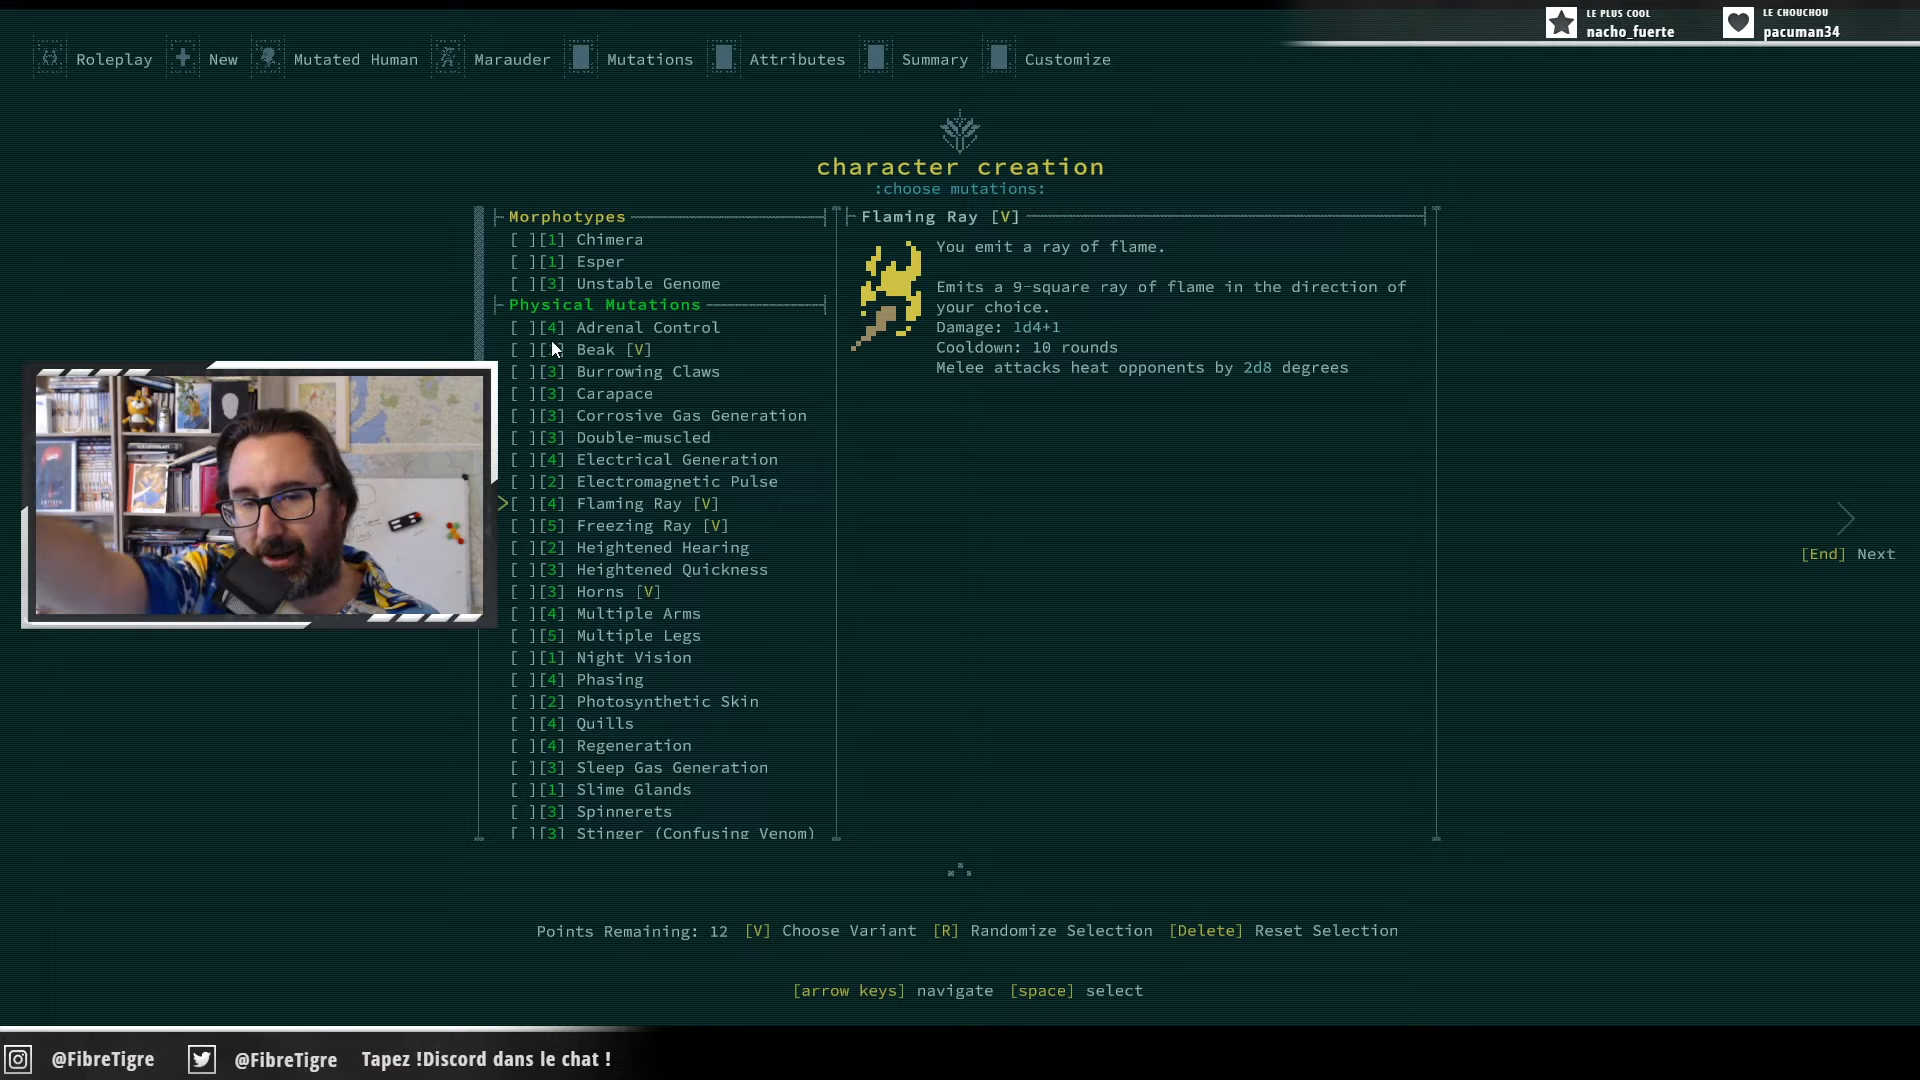 LE PLUS COOL
nacho_fuerte
LE CHOUCHOU
pacuman34
Roleplay New Mutated Human Marauder Mutations Attributes Summary Customize
character creation
:choose mutations:
Morphotypes
[ ][1] Chimera
[ ][1] Esper
[ ][3] Unstable Genome
Physical Mutations
[ ][4] Adrenal Control
[ ][ ] Beak [V]
[ ][3] Burrowing Claws
[ ][3] Carapace
[ ][3] Corrosive Gas Generation
[ ][3] Double-muscled
[ ][4] Electrical Generation
[ ][2] Electromagnetic Pulse
>[ ][4] Flaming Ray [V]
[ ][5] Freezing Ray [V]
[ ][2] Heightened Hearing
[ ][3] Heightened Quickness
[ ][3] Horns [V]
[ ][4] Multiple Arms
[ ][5] Multiple Legs
[ ][1] Night Vision
[ ][4] Phasing
[ ][2] Photosynthetic Skin
[ ][4] Quills
[ ][4] Regeneration
[ ][3] Sleep Gas Generation
[ ][1] Slime Glands
[ ][3] Spinnerets
[ ][3] Stinger (Confusing Venom)
Flaming Ray [V]
You emit a ray of flame.
Emits a 9-square ray of flame in the direction of
your choice.
Damage: 1d4+1
Cooldown: 10 rounds
Melee attacks heat opponents by 2d8 degrees
[End] Next
Points Remaining: 12 [V] Choose Variant [R] Randomize Selection [Delete] Reset Selection
[arrow keys] navigate [space] select
@FibreTigre @FibreTigre Tapez !Discord dans le chat !